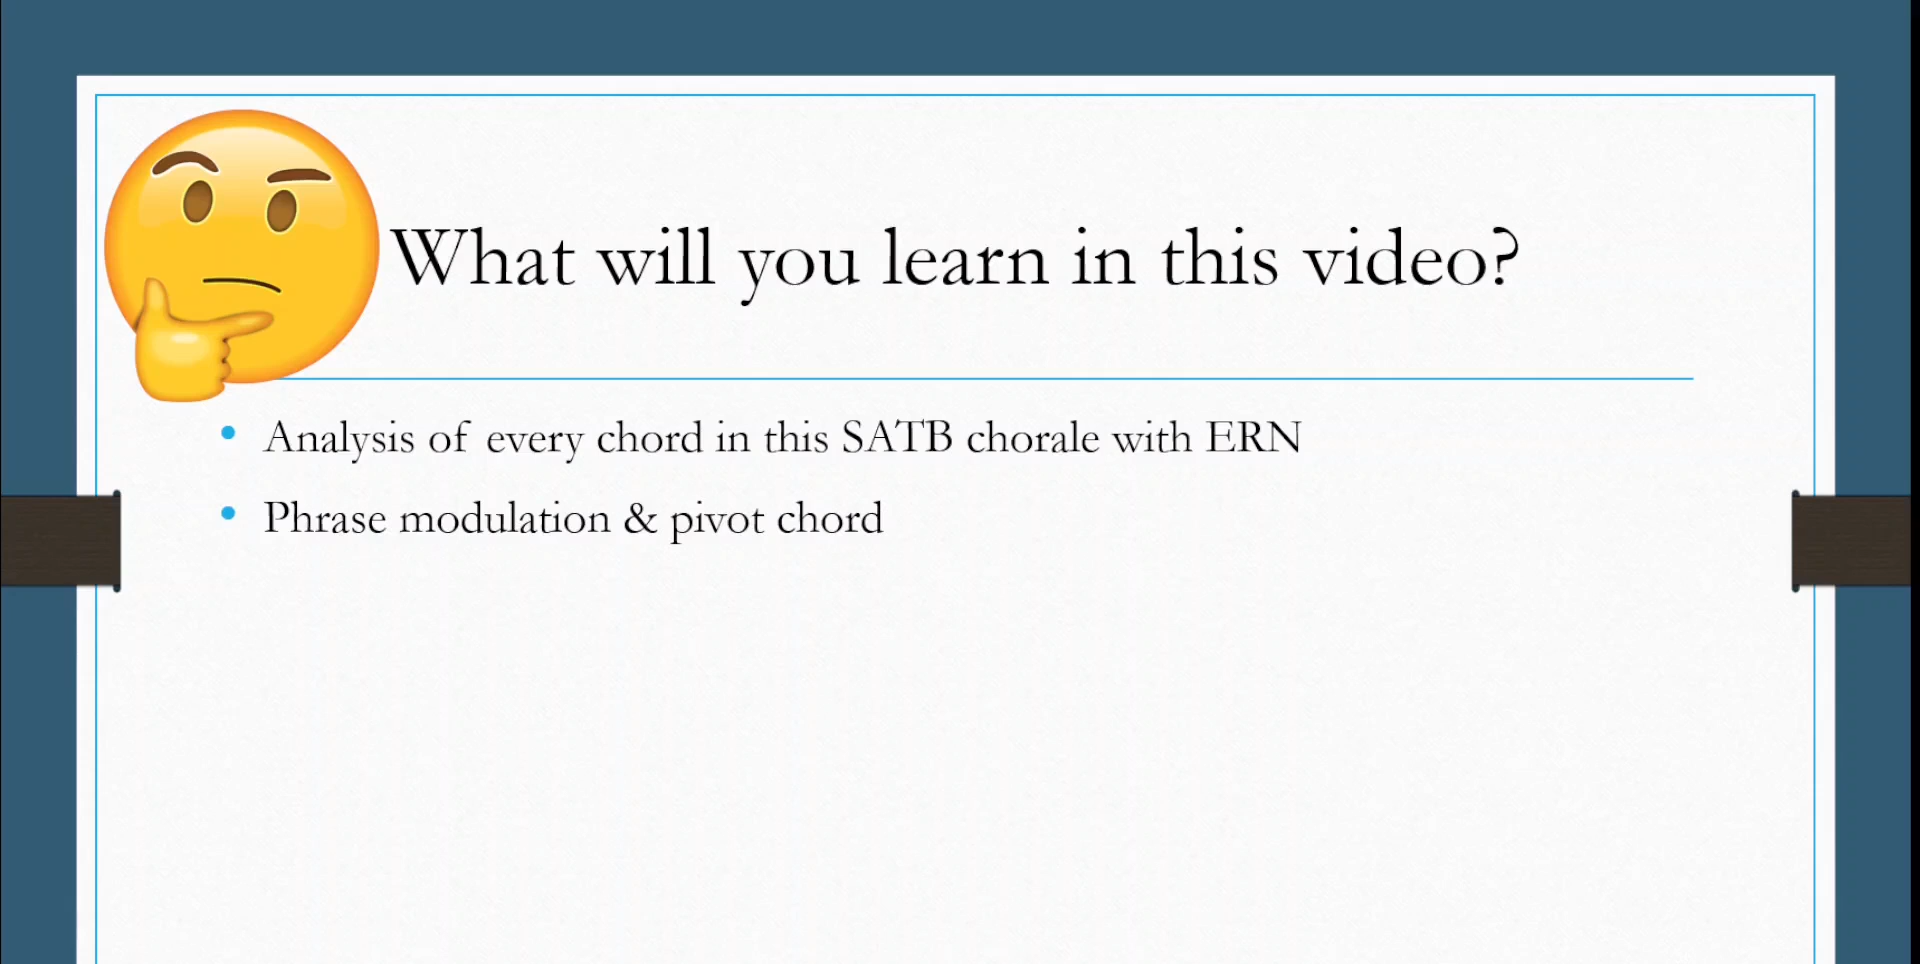 What will you learn in this video?
Analysis of every chord in this SATB chorale with ERN
Phrase modulation & pivot chord